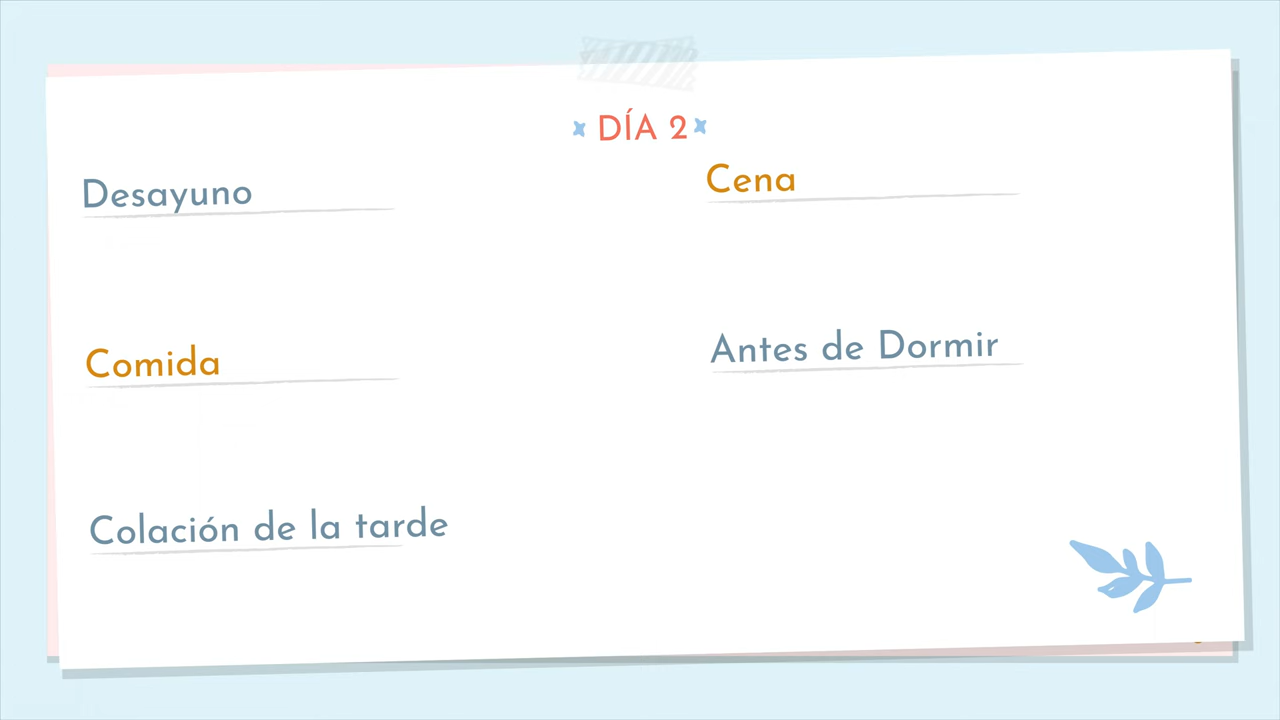 DÍA 2
Desayuno
Comida
Colación de la tarde
Cena
Antes de Dormir